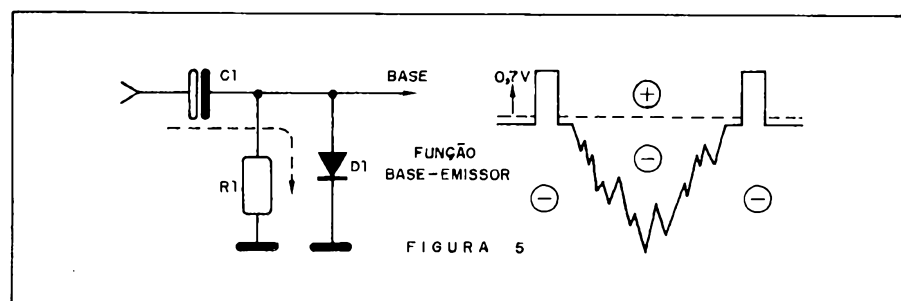 C1
BASE
R1
D1
FUNÇÃO
BASE-EMISSOR
0,7V
+
-
-
-
FIGURA 5